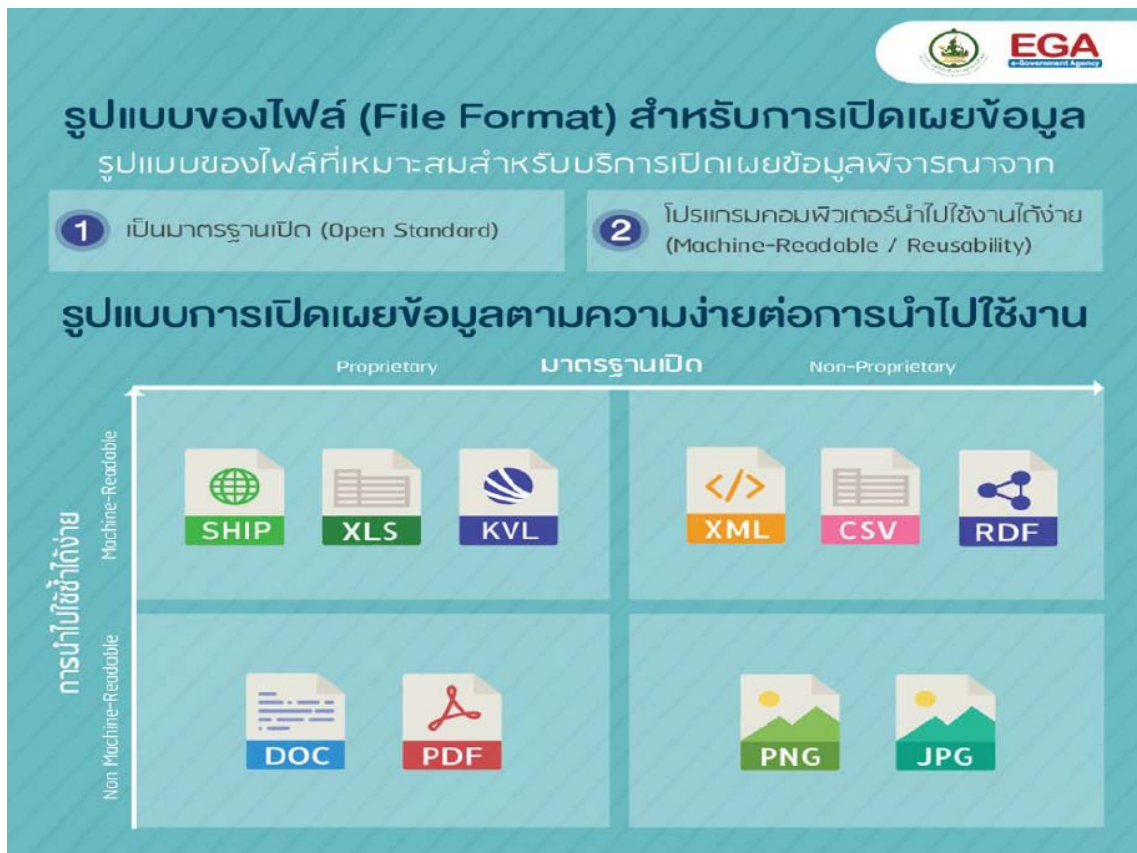 EGA
e-Government Agency
รูปแบบของไฟล์ (File Format) สำหรับการเปิดเผยข้อมูล
รูปแบบของไฟล์ที่เหมาะสมสำหรับบริการเปิดเผยข้อมูลพิจารณาจาก
1 เป็นมาตรฐานเปิด (Open Standard)
2 โปรแกรมคอมพิวเตอร์นำไปใช้งานได้ง่าย
(Machine-Readable / Reusability)
รูปแบบการเปิดเผยข้อมูลตามความง่ายต่อการนำไปใช้งาน
Proprietary มาตรฐานเปิด Non-Proprietary
การนำไปใช้ซ้ำได้ง่าย
Machine-Readable
SHIP XLS KVL XML CSV RDF
Non Machine-Readable
DOC PDF PNG JPG